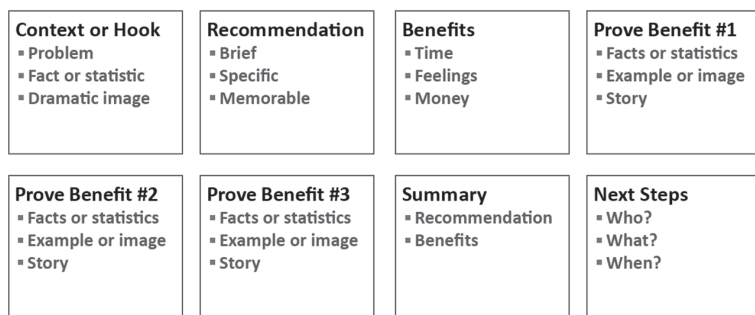 Context or Hook
▪ Problem
▪ Fact or statistic
▪ Dramatic image
Recommendation
▪ Brief
▪ Specific
▪ Memorable
Benefits
▪ Time
▪ Feelings
▪ Money
Prove Benefit #1
▪ Facts or statistics
▪ Example or image
▪ Story
Prove Benefit #2
▪ Facts or statistics
▪ Example or image
▪ Story
Prove Benefit #3
▪ Facts or statistics
▪ Example or image
▪ Story
Summary
▪ Recommendation
▪ Benefits
Next Steps
▪ Who?
▪ What?
▪ When?